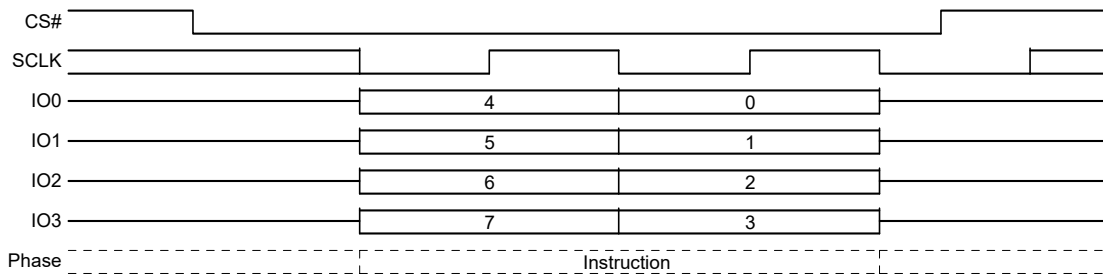 CS#
SCLK
IO0 4 0
IO1 5 1
IO2 6 2
IO3 7 3
Phase Instruction